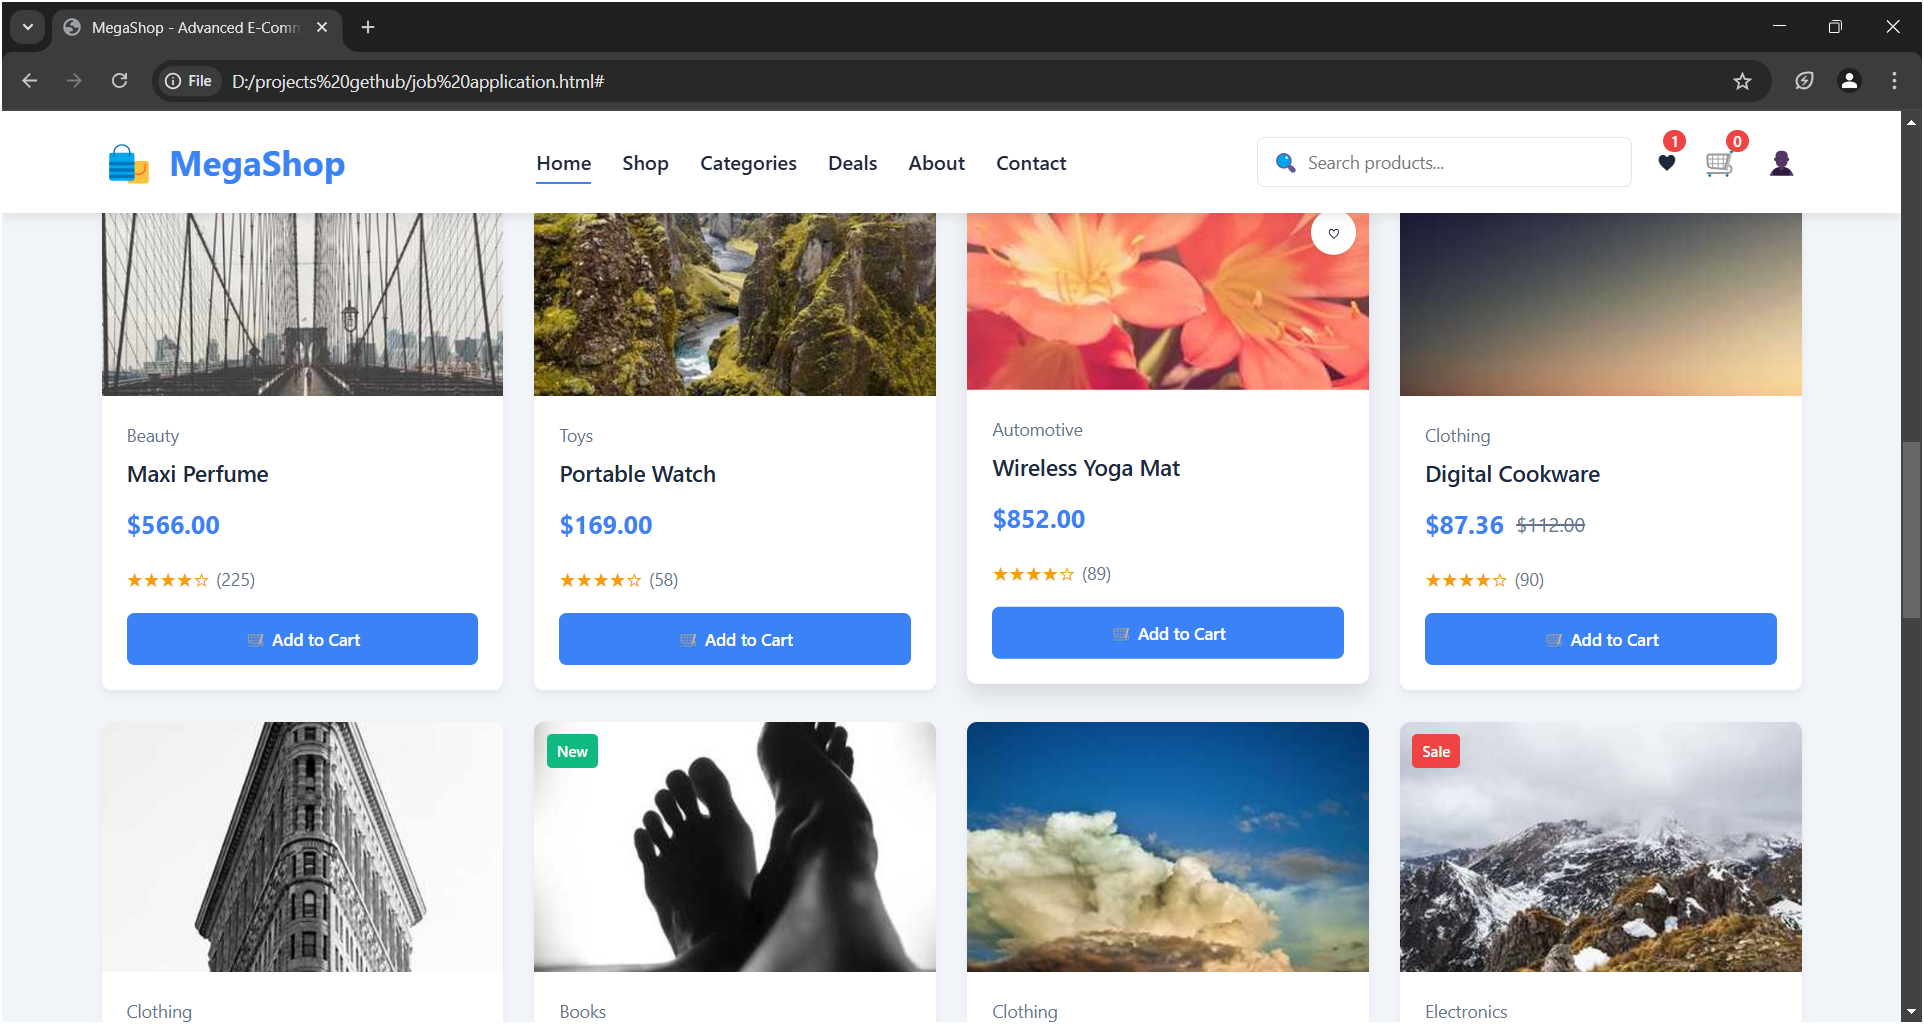 MegaShop - Advanced E-Comm
File D:/projects%20gethub/job%20application.html#
MegaShop
Home Shop Categories Deals About Contact
Search products...
1
0
Beauty
Maxi Perfume
$566.00
★★★★☆ (225)
Add to Cart
Toys
Portable Watch
$169.00
★★★★☆ (58)
Add to Cart
Automotive
Wireless Yoga Mat
$852.00
★★★★☆ (89)
Add to Cart
Clothing
Digital Cookware
$87.36 $112.00
★★★★☆ (90)
Add to Cart
Clothing
New
Books
Clothing
Sale
Electronics